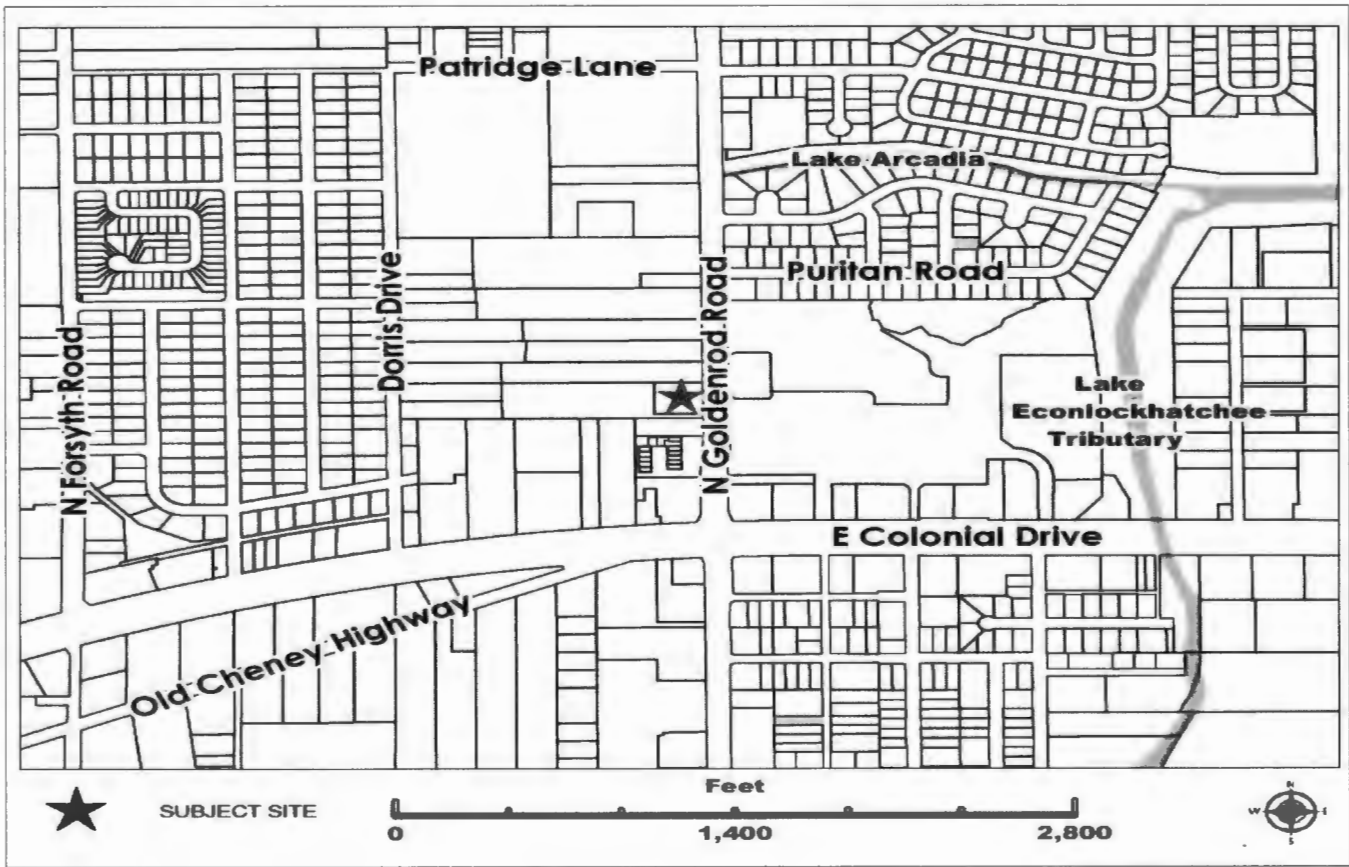 Patridge Lane
Lake Arcadia
Puritan Road
Dorris Drive
N Goldenrod Road
N Forsyth Road
Lake
Econlockhatchee
Tributary
E Colonial Drive
Old Cheney Highway
SUBJECT SITE
Feet
0 1,400 2,800
N
W E
S